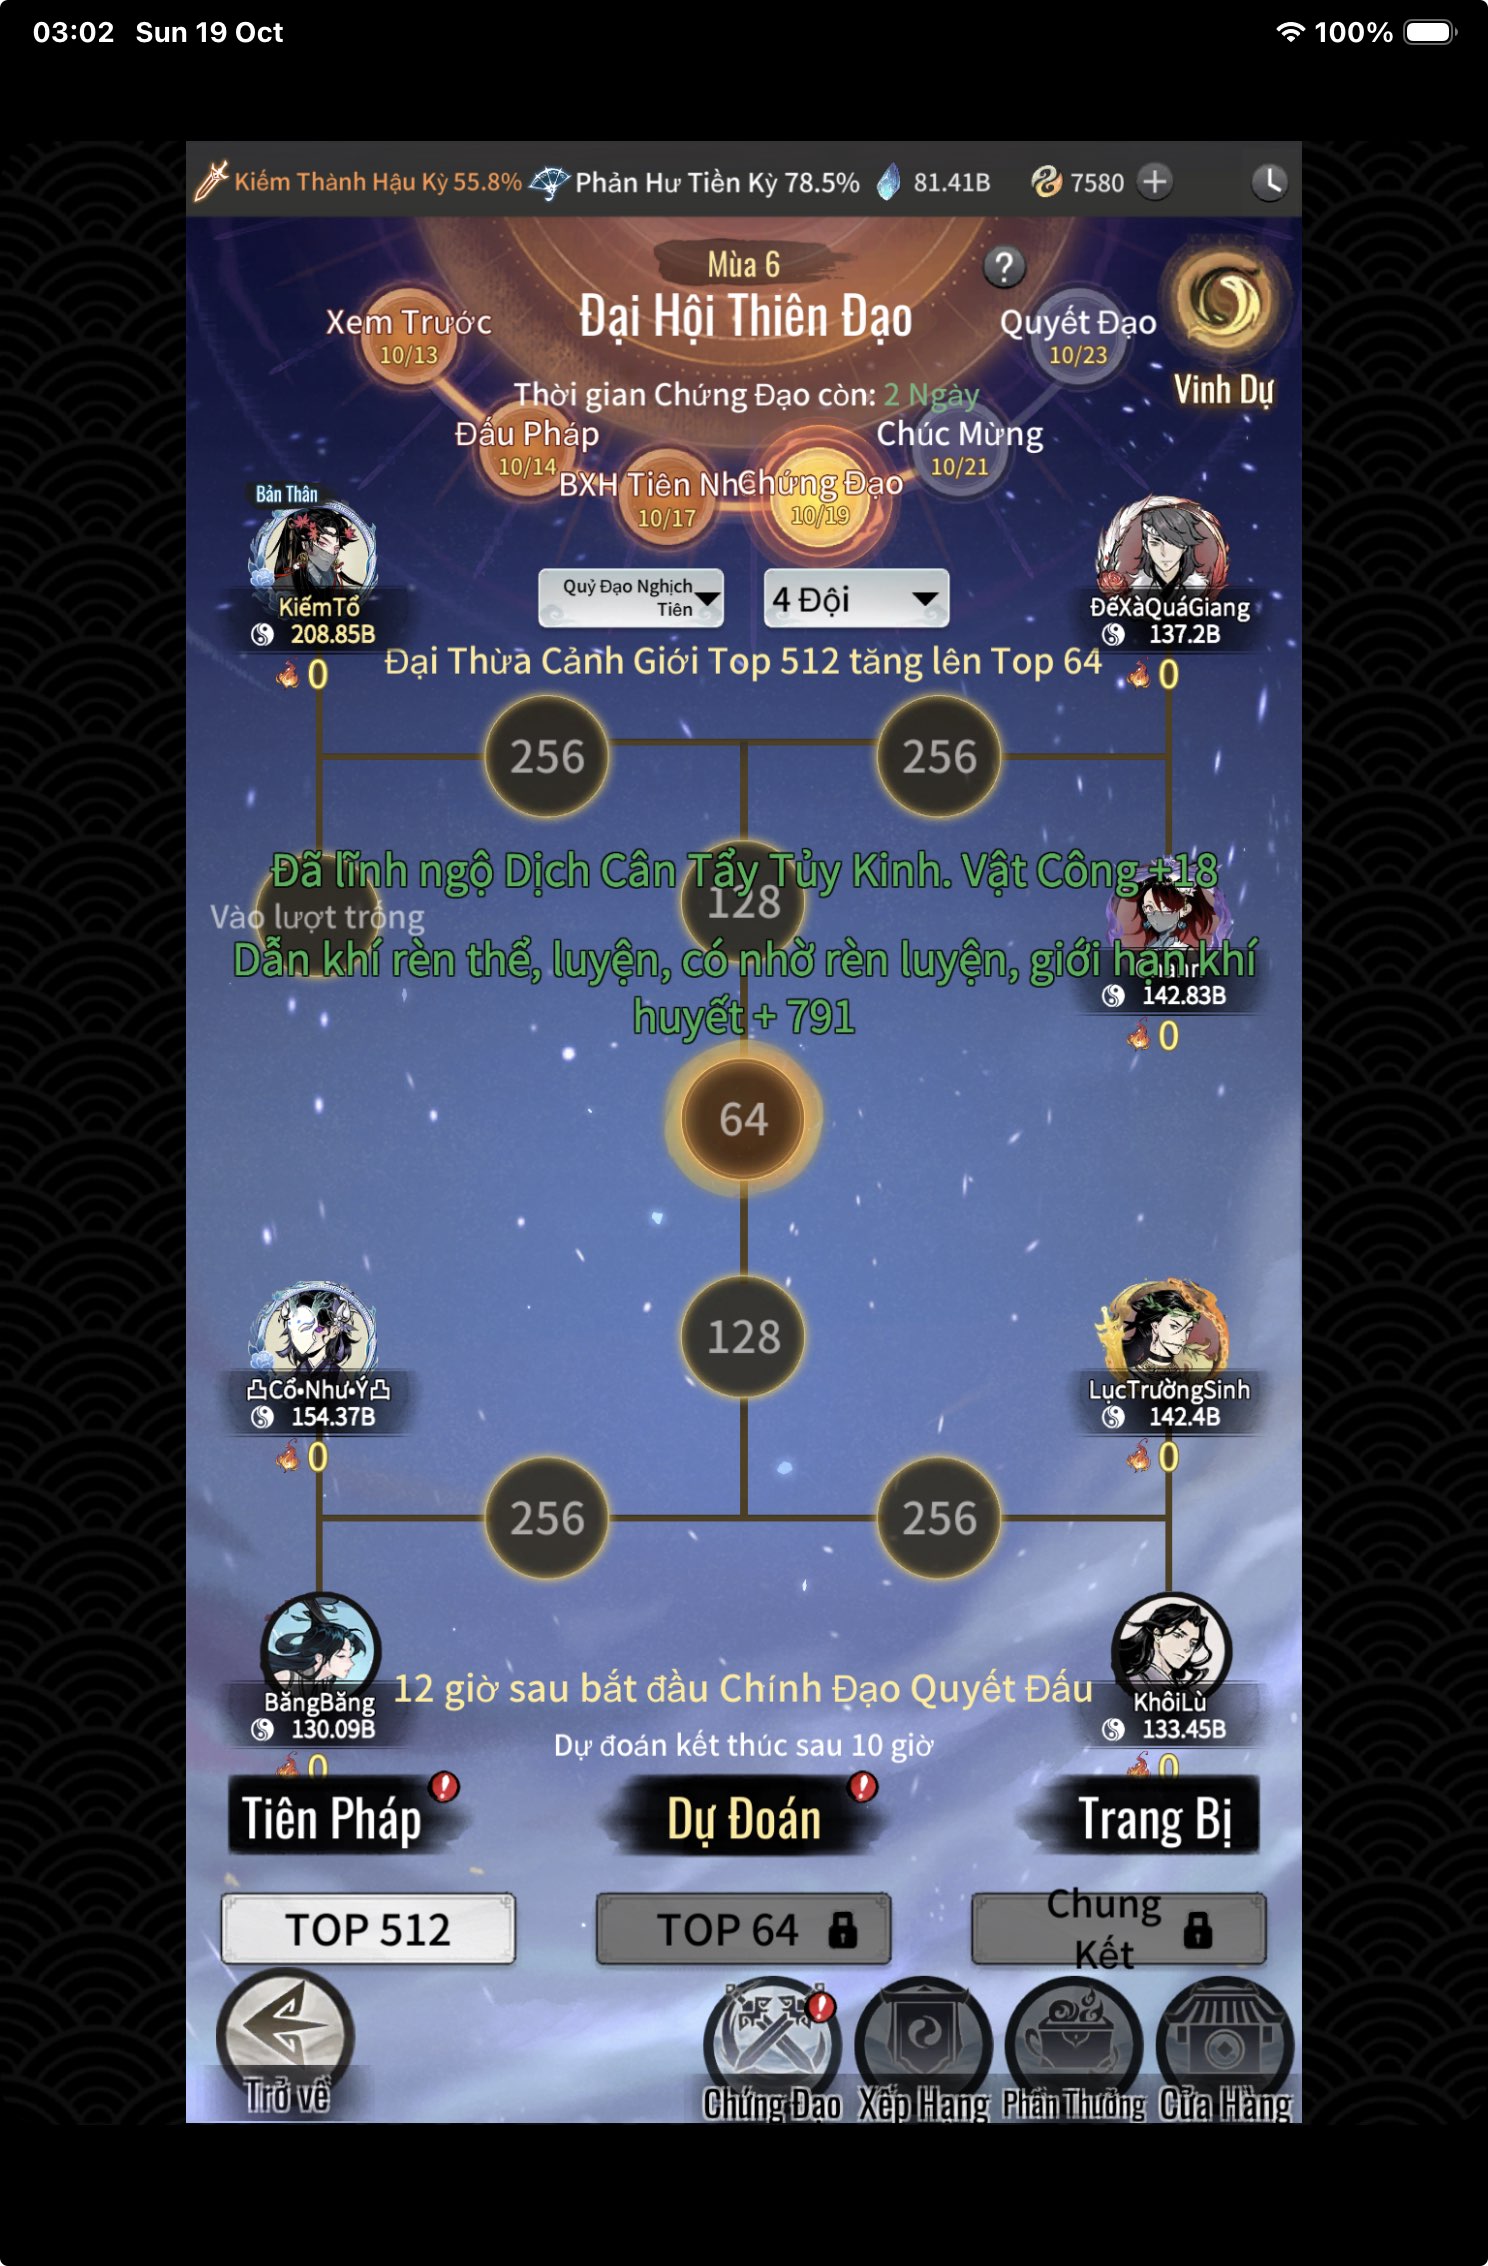 03:02 Sun 19 Oct
100%
Kiếm Thành Hậu Kỳ 55.8%
Phản Hư Tiền Kỳ 78.5%
81.41B
7580
Mùa 6
?
Đại Hội Thiên Đạo
Xem Trước
10/13
Quyết Đạo
10/23
Vinh Dự
Thời gian Chứng Đạo còn: 2 Ngày
Đấu Pháp
10/14
Chúc Mừng
10/21
BXH Tiên
10/17
Chứng Đạo
10/19
Bản Thân
KiếmTổ
208.85B
0
Quỷ Đạo Nghịch
Tiên
4 Đội
ĐếXàQuáGiang
137.2B
0
Đại Thừa Cảnh Giới Top 512 tăng lên Top 64
256
256
Đã lĩnh ngộ Dịch Cân Tẩy Tủy Kinh. Vật Công +18
128
Vào lượt trống
Dẫn khí rèn thể, luyện, có nhờ rèn luyện, giới hạn khí
huyết + 791
142.83B
0
64
128
凸Cổ•Như•Ý凸
154.37B
0
LụcTrườngSinh
142.4B
0
256
256
BăngBăng
130.09B
0
KhôiLù
133.45B
0
12 giờ sau bắt đầu Chính Đạo Quyết Đấu
Dự đoán kết thúc sau 10 giờ
Tiên Pháp
Dự Đoán
Trang Bị
TOP 512
TOP 64
Chung
Kết
Trở về
Chứng Đạo
Xếp Hạng
Phần Thưởng
Cửa Hàng